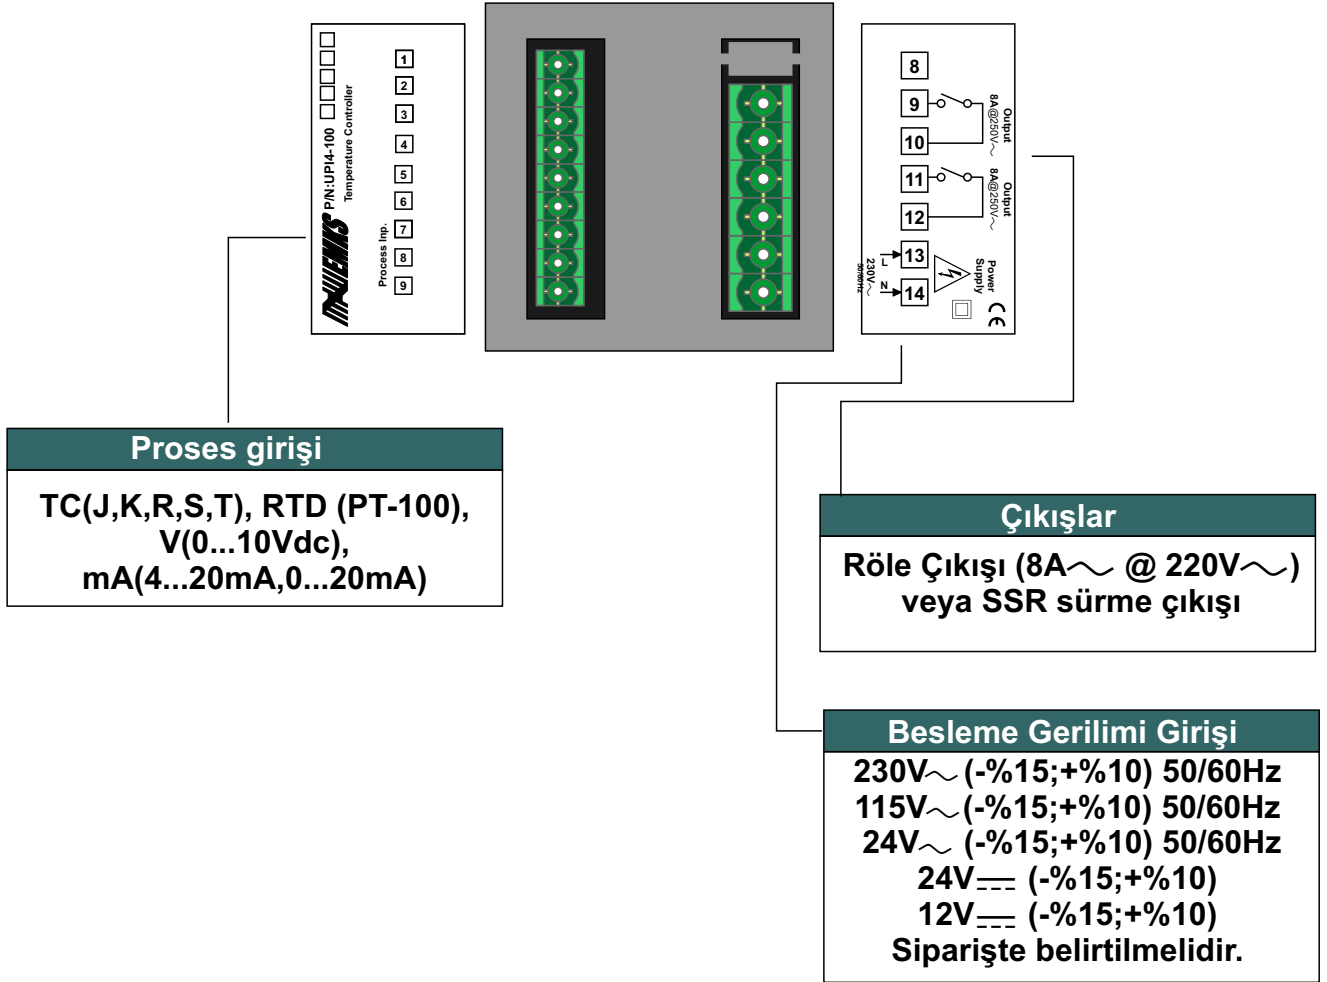 P/N:UPI4-100
Temperature Controller
Process Inp.
1
2
3
4
5
6
7
8
9
8
9
10
11
12
13
14
Output
8A@250V~
Output
8A@250V~
Power
Supply
L
N
230V~
50/60Hz
CE
Proses girişi
TC(J,K,R,S,T), RTD (PT-100),
V(0...10Vdc),
mA(4...20mA,0...20mA)
Çıkışlar
Röle Çıkışı (8A~ @ 220V~)
veya SSR sürme çıkışı
Besleme Gerilimi Girişi
230V~ (-%15;+%10) 50/60Hz
115V~ (-%15;+%10) 50/60Hz
24V~ (-%15;+%10) 50/60Hz
24V⎓ (-%15;+%10)
12V⎓ (-%15;+%10)
Siparişte belirtilmelidir.